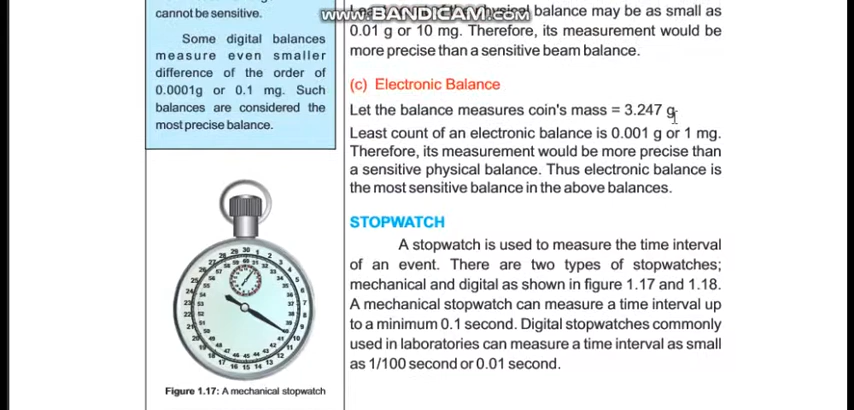 cannot be sensitive.
Some digital balances
measure even smaller
difference of the order of
0.0001g or 0.1 mg. Such
balances are considered the
most precise balance.
www.BANDICAM.com
balance may be as small as
0.01 g or 10 mg. Therefore, its measurement would be
more precise than a sensitive beam balance.
(c) Electronic Balance
Let the balance measures coin's mass = 3.247 g
Least count of an electronic balance is 0.001 g or 1 mg.
Therefore, its measurement would be more precise than
a sensitive physical balance. Thus electronic balance is
the most sensitive balance in the above balances.
STOPWATCH
A stopwatch is used to measure the time interval
of an event. There are two types of stopwatches;
mechanical and digital as shown in figure 1.17 and 1.18.
A mechanical stopwatch can measure a time interval up
to a minimum 0.1 second. Digital stopwatches commonly
used in laboratories can measure a time interval as small
as 1/100 second or 0.01 second.
Figure 1.17: A mechanical stopwatch